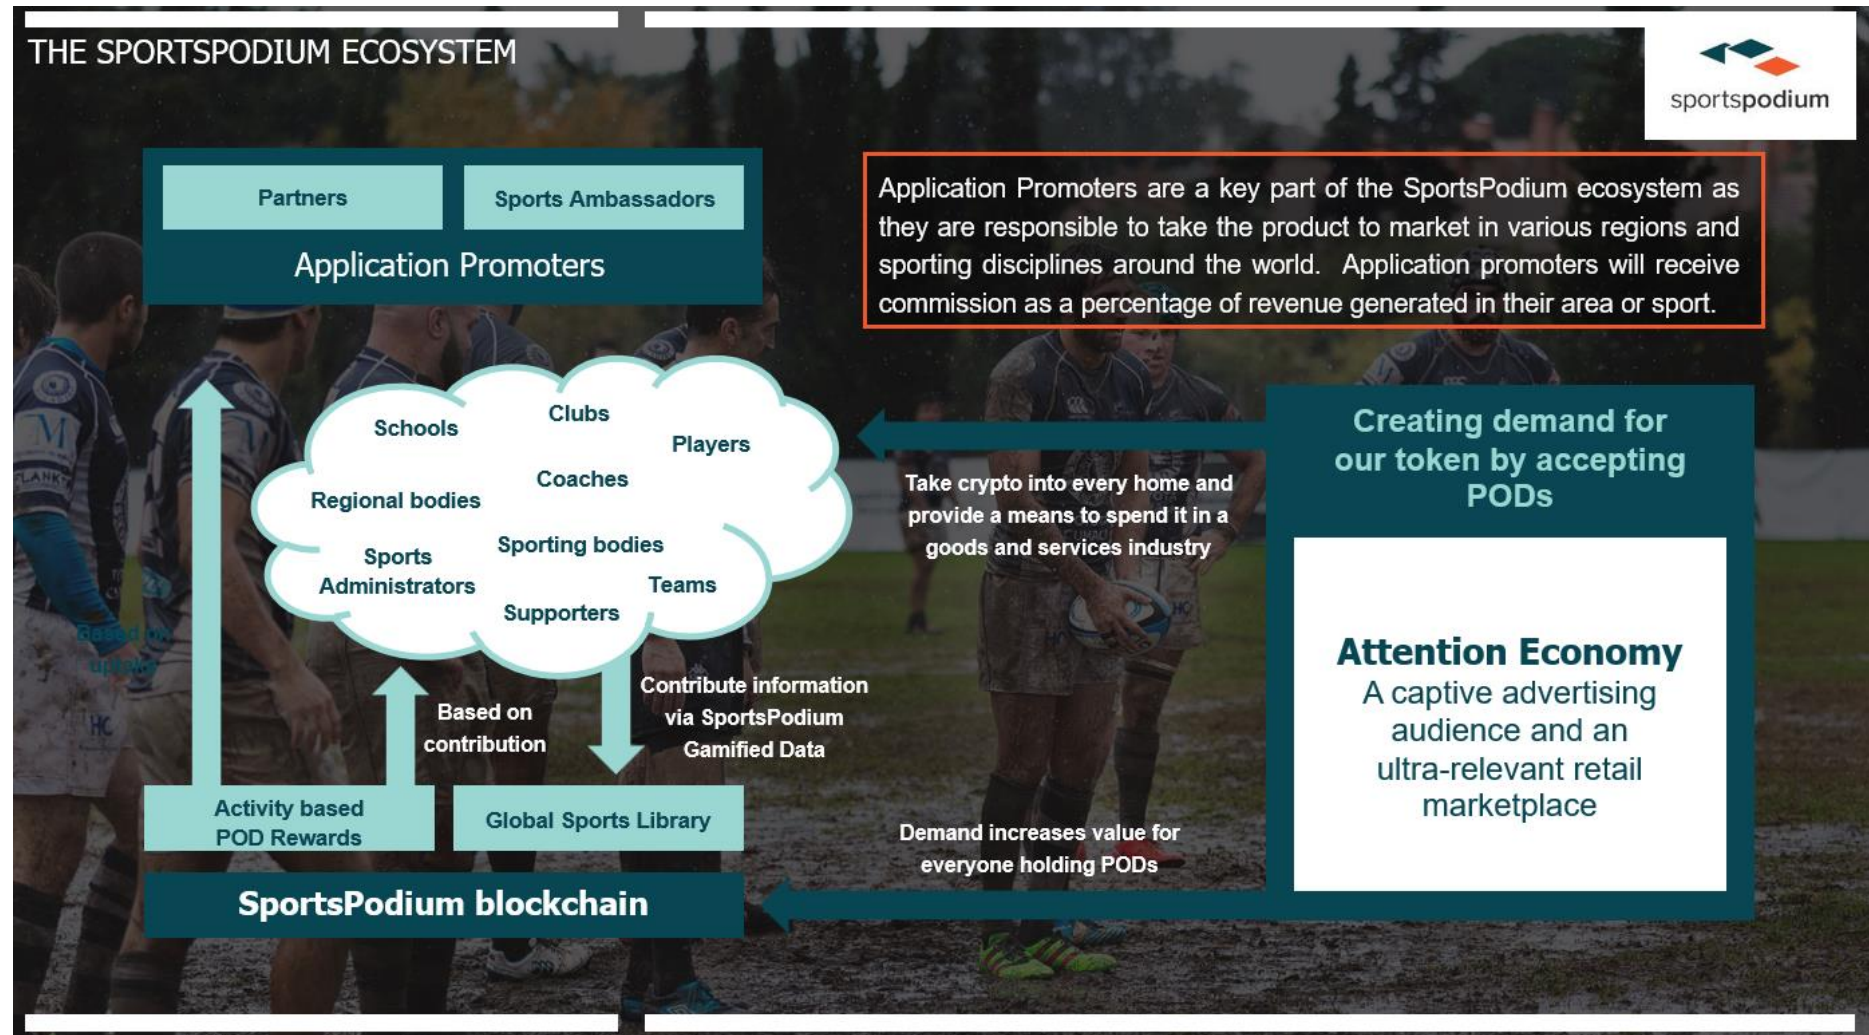 THE SPORTSPODIUM ECOSYSTEM
sportspodium
Partners
Sports Ambassadors
Application Promoters
Application Promoters are a key part of the SportsPodium ecosystem as
they are responsible to take the product to market in various regions and
sporting disciplines around the world. Application promoters will receive
commission as a percentage of revenue generated in their area or sport.
Schools
Clubs
Players
Coaches
Regional bodies
Sporting bodies
Sports
Administrators
Teams
Supporters
Creating demand for
our token by accepting
PODs
Take crypto into every home and
provide a means to spend it in a
goods and services industry
Attention Economy
A captive advertising
audience and an
ultra-relevant retail
marketplace
Based on
uptake
Based on
contribution
Contribute information
via SportsPodium
Gamified Data
Activity based
POD Rewards
Global Sports Library
Demand increases value for
everyone holding PODs
SportsPodium blockchain
M
M
HC